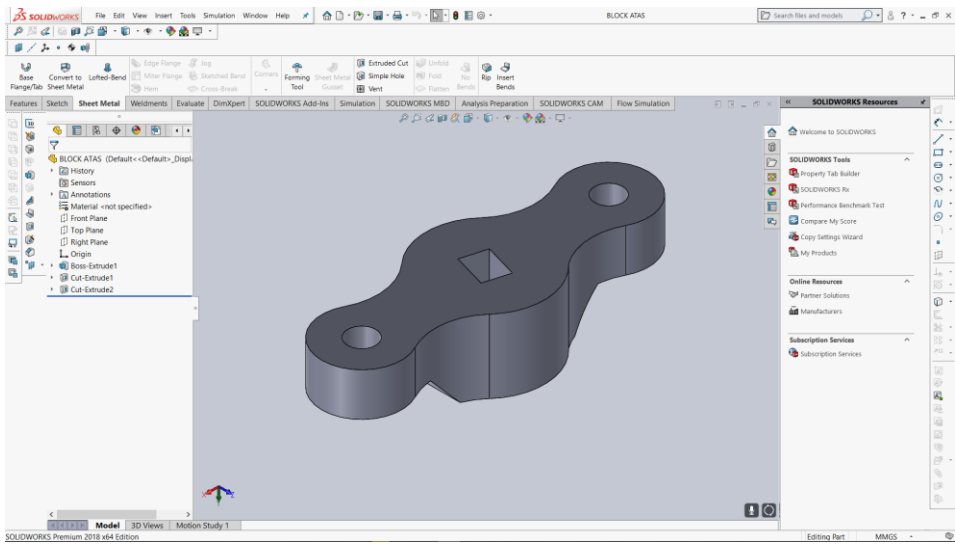 SOLIDWORKS File Edit View Insert Tools Simulation Window Help BLOCK ATAS Search files and models
Base Flange/Tab
Convert to Sheet Metal
Lofted-Bend
Edge Flange
Miter Flange
Hem
Jog
Sketched Bend
Cross-Break
Corners
Forming Tool
Sheet Metal Gusset
Extruded Cut
Simple Hole
Vent
Unfold
Fold
Flatten
No Bends
Rip
Insert Bends
Features Sketch Sheet Metal Weldments Evaluate DimXpert SOLIDWORKS Add-Ins Simulation SOLIDWORKS MBD Analysis Preparation SOLIDWORKS CAM Flow Simulation
BLOCK ATAS (Default<<Default>_Displ
History
Sensors
Annotations
Material <not specified>
Front Plane
Top Plane
Right Plane
Origin
Boss-Extrude1
Cut-Extrude1
Cut-Extrude2
SOLIDWORKS Resources
Welcome to SOLIDWORKS
SOLIDWORKS Tools
Property Tab Builder
SOLIDWORKS Rx
Performance Benchmark Test
Compare My Score
Copy Settings Wizard
My Products
Online Resources
Partner Solutions
Manufacturers
Subscription Services
Subscription Services
Model 3D Views Motion Study 1
SOLIDWORKS Premium 2018 x64 Edition Editing Part MMGS